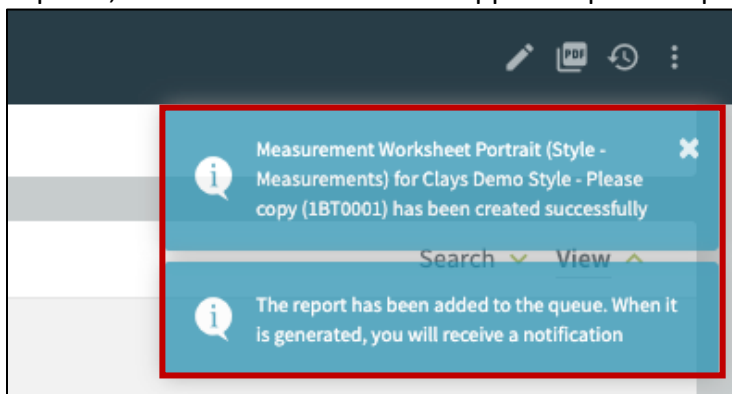 PDF
Measurement Worksheet Portrait (Style -
Measurements) for Clays Demo Style - Please
copy (1BT0001) has been created successfully
Search View
The report has been added to the queue. When it
is generated, you will receive a notification